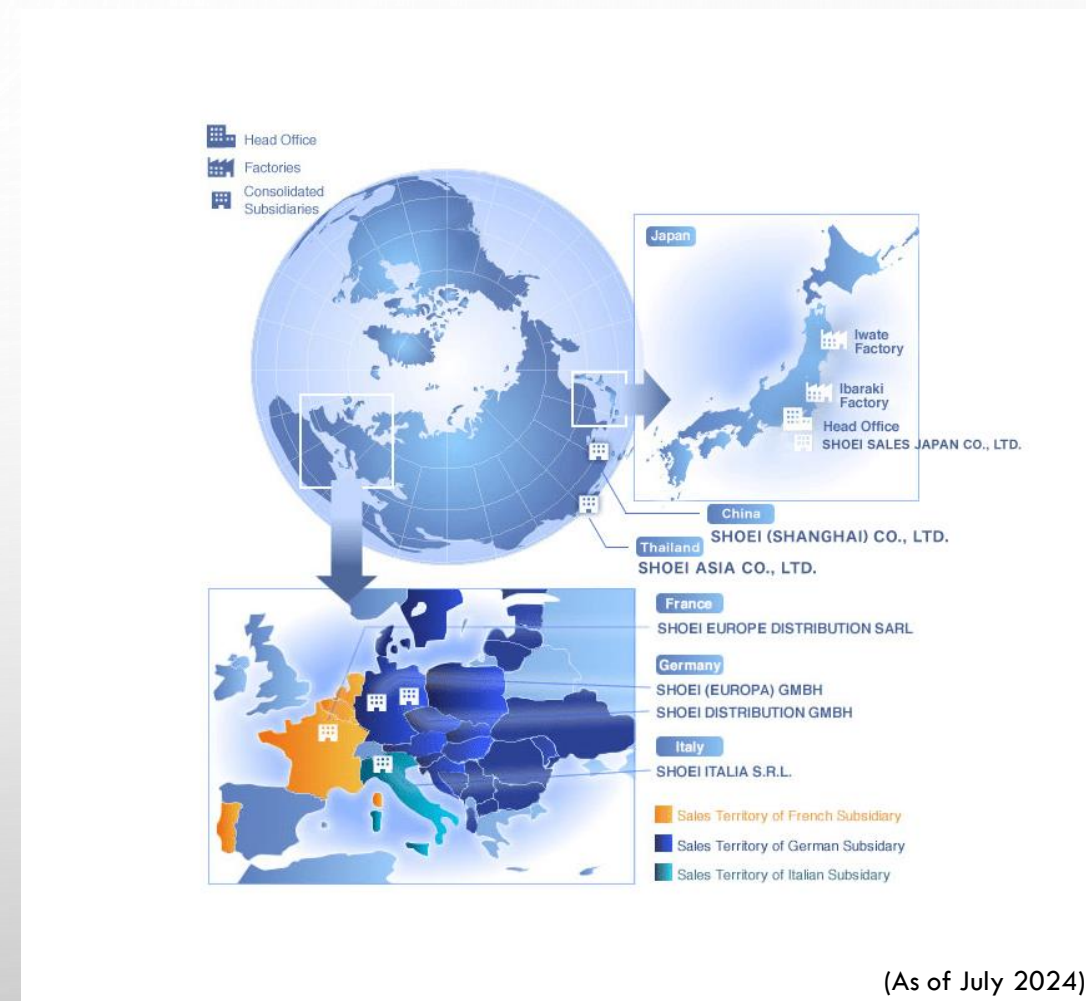 Head Office
Factories
Consolidated
Subsidiaries
Japan
Iwate
Factory
Ibaraki
Factory
Head Office
SHOEI SALES JAPAN CO., LTD.
China
SHOEI (SHANGHAI) CO., LTD.
Thailand
SHOEI ASIA CO., LTD.
France
SHOEI EUROPE DISTRIBUTION SARL
Germany
SHOEI (EUROPA) GMBH
SHOEI DISTRIBUTION GMBH
Italy
SHOEI ITALIA S.R.L.
Sales Territory of French Subsidiary
Sales Territory of German Subsidary
Sales Territory of Italian Subsidary
(As of July 2024)